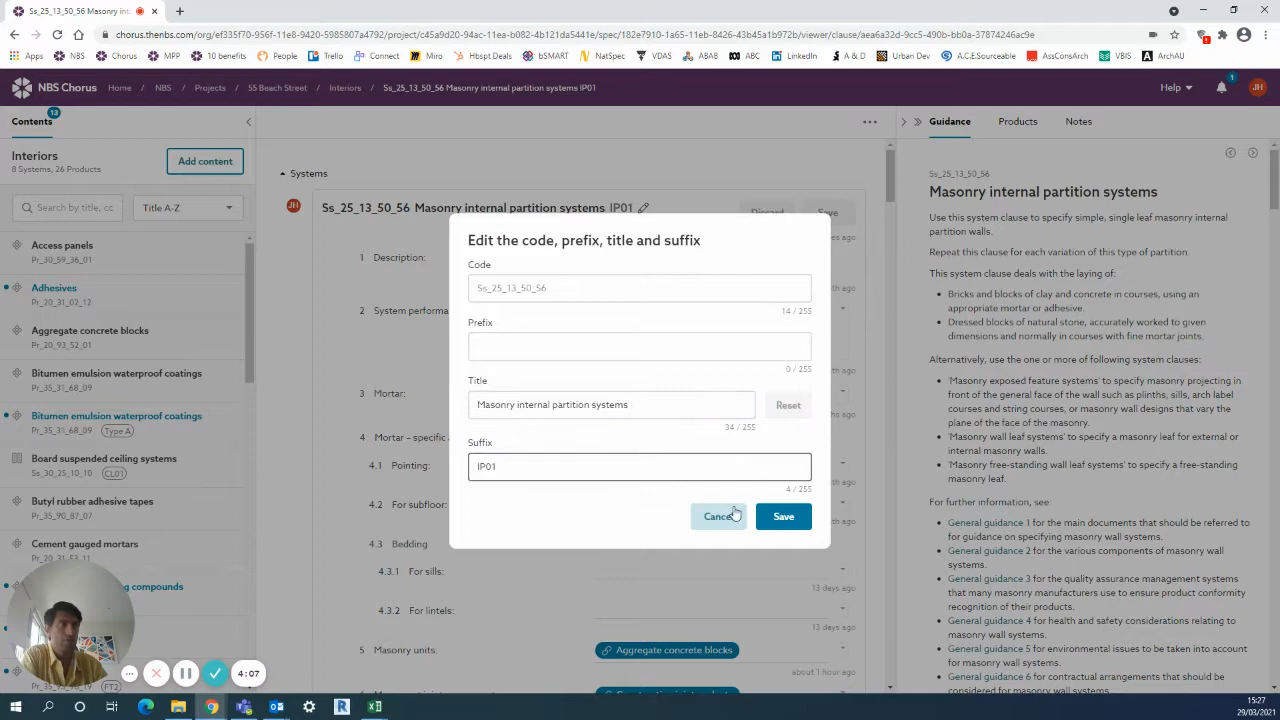 Ss_25_13_50_56 Masonry int
chorus.thenbs.com/org/ef335f70-956f-11e8-9420-5985807a4973/project/c45a9d20-94ac-11ea-b082-4b121da5441e/spec/182e7910-1a65-11eb-8426-43b45b1b972b/viewer/clause/aea6a32d-9cc5-490b-bb0a-37874246ac9e
Apps NBS Chorus MPP 10 benefits People Trello Connect Miro Hbspt Deals bSMART NatSpec VDAS ABAB ABC LinkedIn A & D Urban Dev A.C.E.Sourceable AssConsArch VBIS ArchAU
NBS Chorus Home NBS Projects 55 Beach Street Interiors Ss_25_13_50_56 Masonry internal partition systems IP01 Help 1 JH
Contents 13
Interiors
8 Systems, 26 Products
Add content
Search by title, cc
Title A-Z
Access panels
Pr_30_59_36_01
Adhesives
Pr_20_31_02_12
Aggregate concrete blocks
Pr_20_93_52_01
Bitumen emulsion waterproof coatings
Pr_35_31_68_09
Bitumen emulsion waterproof coatings
Pr_35_31_68_09 Type A
Board suspended ceiling systems
Ss_30_25_10_10 CL01
Butyl rubber adhesive tapes
Pr_35_90_87_07
Cement gauged mortars
Pr_20_31_53_11
ng compounds
FT2
4:07
Systems
JH Ss_25_13_50_56 Masonry internal partition systems IP01
Discard Save
1 Description:
2 System performa
3 Mortar:
4 Mortar – specific
4.1 Pointing:
4.2 For subfloor:
4.3 Bedding
4.3.1 For sills:
13 days ago
4.3.2 For lintels:
13 days ago
5 Masonry units: Aggregate concrete blocks
about 1 hour ago
Edit the code, prefix, title and suffix
Code
Ss_25_13_50_56
14 / 255
Prefix
0 / 255
Title
Masonry internal partition systems
Reset
34 / 255
Suffix
IP01
4 / 255
Cance
Save
Guidance Products Notes
Ss_25_13_50_56
Masonry internal partition systems
Use this system clause to specify simple, single leaf masonry internal
partition walls.
Repeat this clause for each variation of this type of partition.
This system clause deals with the laying of:
• Bricks and blocks of clay and concrete in courses, using an
appropriate mortar or adhesive.
• Dressed blocks of natural stone, accurately worked to given
dimensions and normally in courses with fine mortar joints.
Alternatively, use the one or more of following system clauses:
• 'Masonry exposed feature systems' to specify masonry projecting in
front of the general face of the wall such as plinths, sills, arch label
courses and string courses, or masonry wall designs that vary the
plane of the face of the masonry.
• 'Masonry wall leaf systems' to specify a masonry leaf for external or
internal masonry walls.
• 'Masonry free-standing wall leaf systems' to specify a free-standing
masonry leaf.
For further information, see:
• General guidance 1 for the main documents that should be referred to
for guidance on specifying masonry wall systems.
• General guidance 2 for the various components of masonry wall
systems.
• General guidance 3 for the quality assurance management systems
that many masonry manufacturers use to ensure product conformity
recognition of their products.
• General guidance 4 for health and safety considerations relating to
masonry wall systems.
• General guidance 5 for environmental issues to be taken into account
for masonry wall systems.
• General guidance 6 for contractual arrangements that should be
considered for masonry wall systems.
15:27
29/03/2021